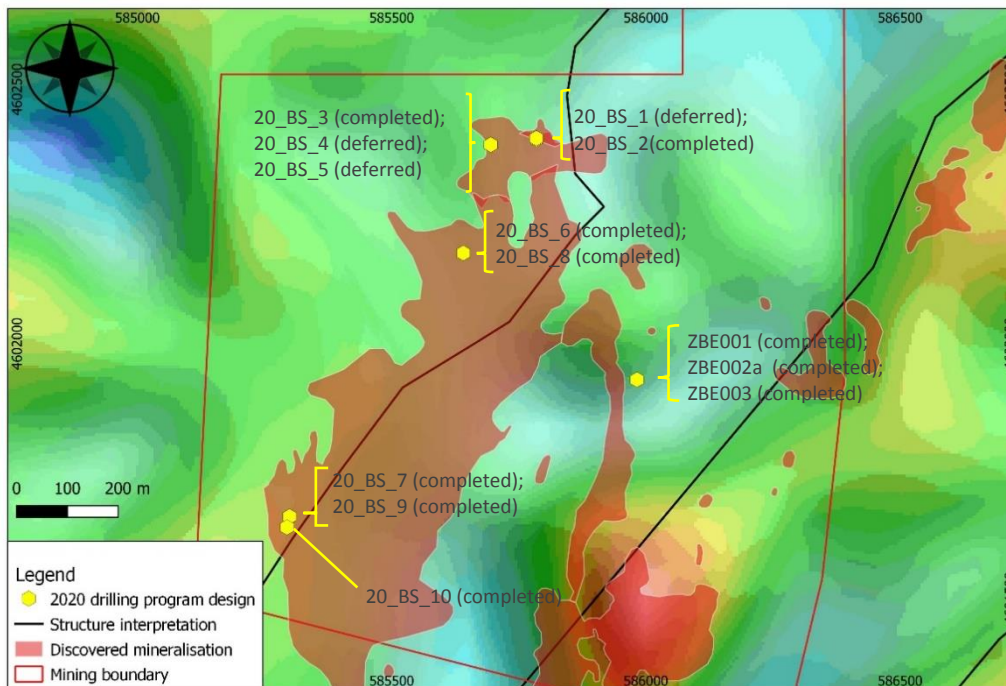 585000
585500
586000
586500
4602500
20_BS_3 (completed);
20_BS_4 (deferred);
20_BS_5 (deferred)
20_BS_1 (deferred);
20_BS_2(completed)
20_BS_6 (completed);
20_BS_8 (completed)
4602000
ZBE001 (completed);
ZBE002a (completed);
ZBE003 (completed)
20_BS_7 (completed);
20_BS_9 (completed)
0 100 200 m
20_BS_10 (completed)
Legend
2020 drilling program design
Structure interpretation
Discovered mineralisation
Mining boundary
585500
586000
586500